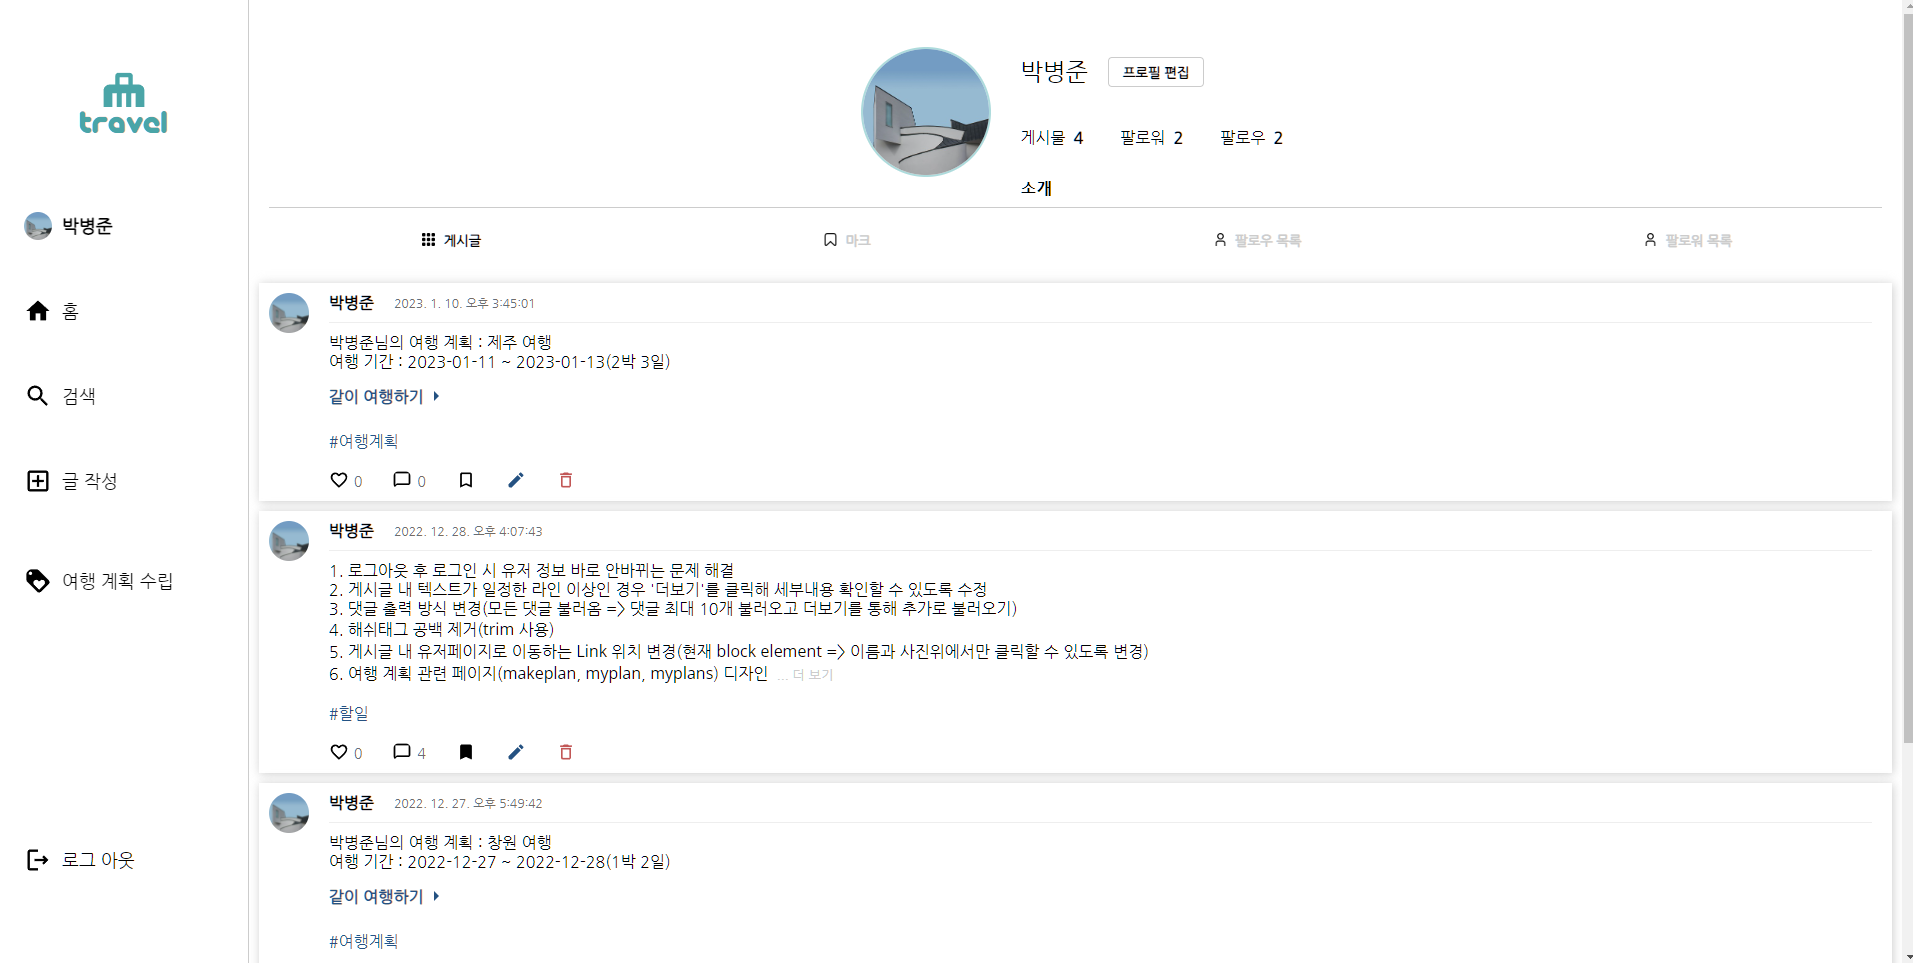 travel
박병준
홈
검색
글 작성
여행 계획 수립
로그 아웃
박병준 프로필 편집
게시물 4 팔로워 2 팔로우 2
소개
게시글 마크 팔로우 목록 팔로워 목록
박병준 2023. 1. 10. 오후 3:45:01
박병준님의 여행 계획 : 제주 여행
여행 기간 : 2023-01-11 ~ 2023-01-13(2박 3일)
같이 여행하기
#여행계획
0 0
박병준 2022. 12. 28. 오후 4:07:43
1. 로그아웃 후 로그인 시 유저 정보 바로 안바뀌는 문제 해결
2. 게시글 내 텍스트가 일정한 라인 이상인 경우 '더보기'를 클릭해 세부내용 확인할 수 있도록 수정
3. 댓글 출력 방식 변경(모든 댓글 불러옴 => 댓글 최대 10개 불러오고 더보기를 통해 추가로 불러오기)
4. 해쉬태그 공백 제거(trim 사용)
5. 게시글 내 유저페이지로 이동하는 Link 위치 변경(현재 block element => 이름과 사진위에서만 클릭할 수 있도록 변경)
6. 여행 계획 관련 페이지(makeplan, myplan, myplans) 디자인 ... 더 보기
#할일
0 4
박병준 2022. 12. 27. 오후 5:49:42
박병준님의 여행 계획 : 창원 여행
여행 기간 : 2022-12-27 ~ 2022-12-28(1박 2일)
같이 여행하기
#여행계획